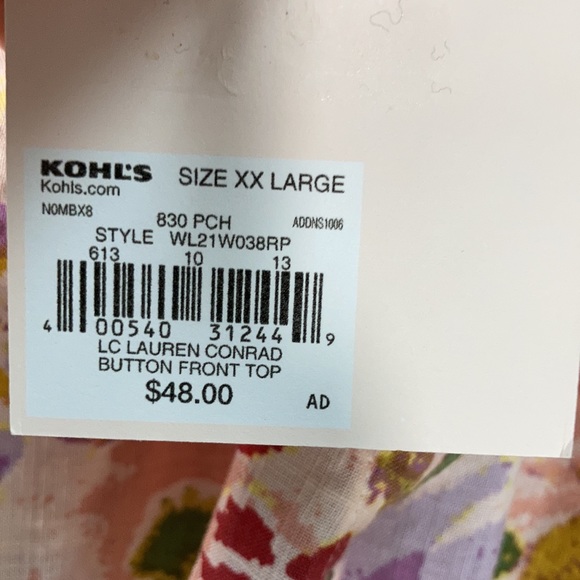 KOHL'S SIZE XX LARGE
Kohls.com
N0MBX8 830 PCH ADDNS1006
STYLE WL21W038RP
613 10 13
4 00540 31244 9
LC LAUREN CONRAD
BUTTON FRONT TOP
$48.00 AD